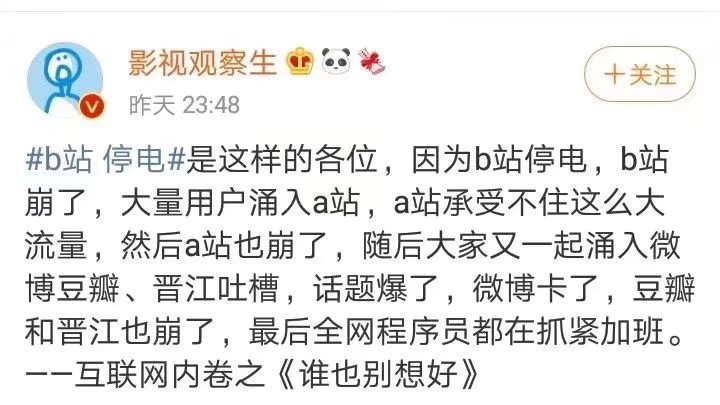 影视观察生
昨天 23:48
+关注
#b站 停电#是这样的各位，因为b站停电，b站
崩了，大量用户涌入a站，a站承受不住这么大
流量，然后a站也崩了，随后大家又一起涌入微
博豆瓣、晋江吐槽，话题爆了，微博卡了，豆瓣
和晋江也崩了，最后全网程序员都在抓紧加班。
——互联网内卷之《谁也别想好》